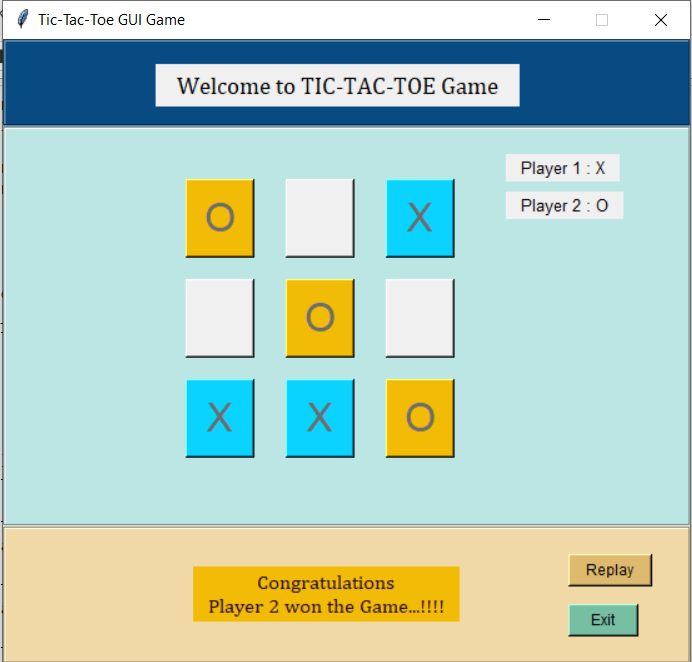 Tic-Tac-Toe GUI Game
Welcome to TIC-TAC-TOE Game
Player 1 : X
Player 2 : O
O X
O
X X O
Congratulations
Player 2 won the Game...!!!!
Replay
Exit